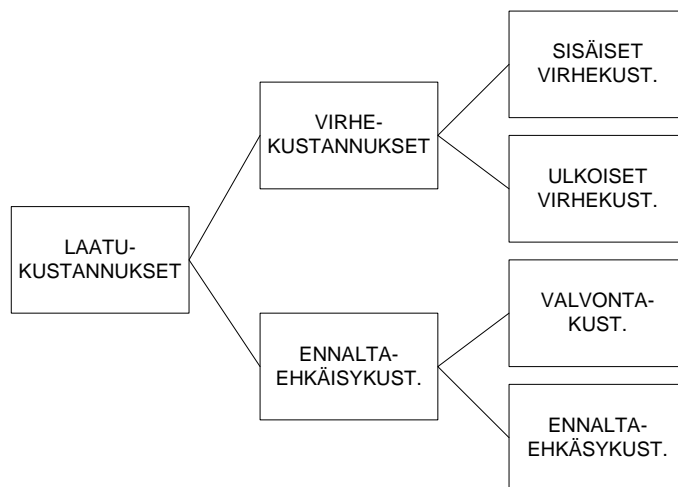 SISÄISET
VIRHEKUST.
VIRHE-
KUSTANNUKSET
ULKOISET
VIRHEKUST.
LAATU-
KUSTANNUKSET
VALVONTA-
KUST.
ENNALTA-
EHKÄISYKUST.
ENNALTA-
EHKÄSYKUST.